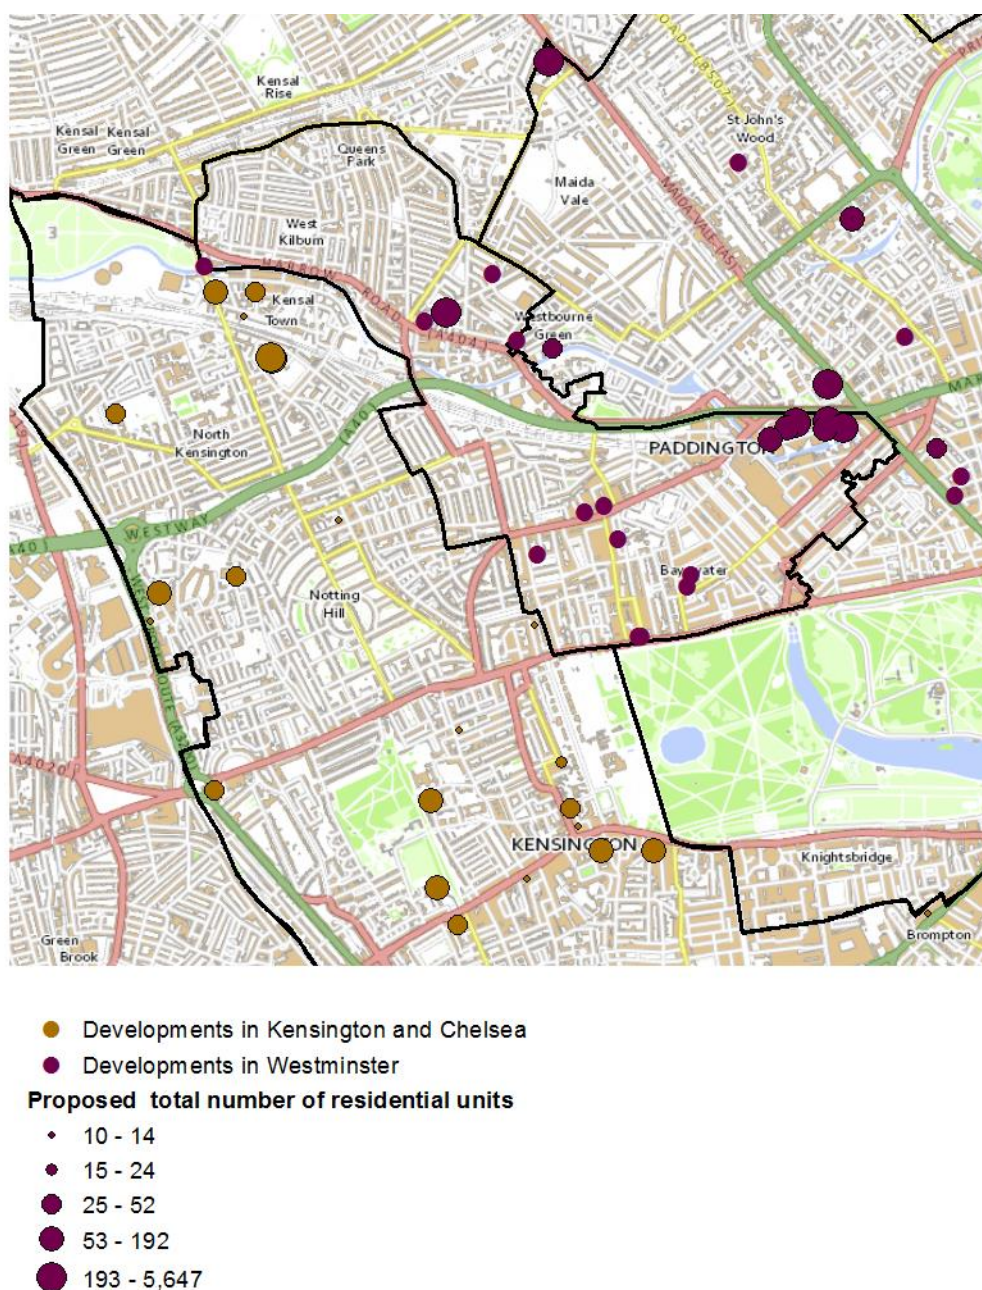 Kensal
Rise
Kensal Kensal
Green Green
Queens
Park
St John's
Wood
Maida
Vale
MAIDA VALE (A5)
West
Kilburn
3
HARROW ROAD (A404)
Kensal
Town
Westbourne
Green
North
Kensington
(A40)
PADDINGTON
WESTWAY
A40)
Notting
Hill
Bayswater
A4020)
KENSINGTON
Knightsbridge
Brompton
Green
Brook
Developments in Kensington and Chelsea
Developments in Westminster
Proposed total number of residential units
10 - 14
15 - 24
25 - 52
53 - 192
193 - 5,647